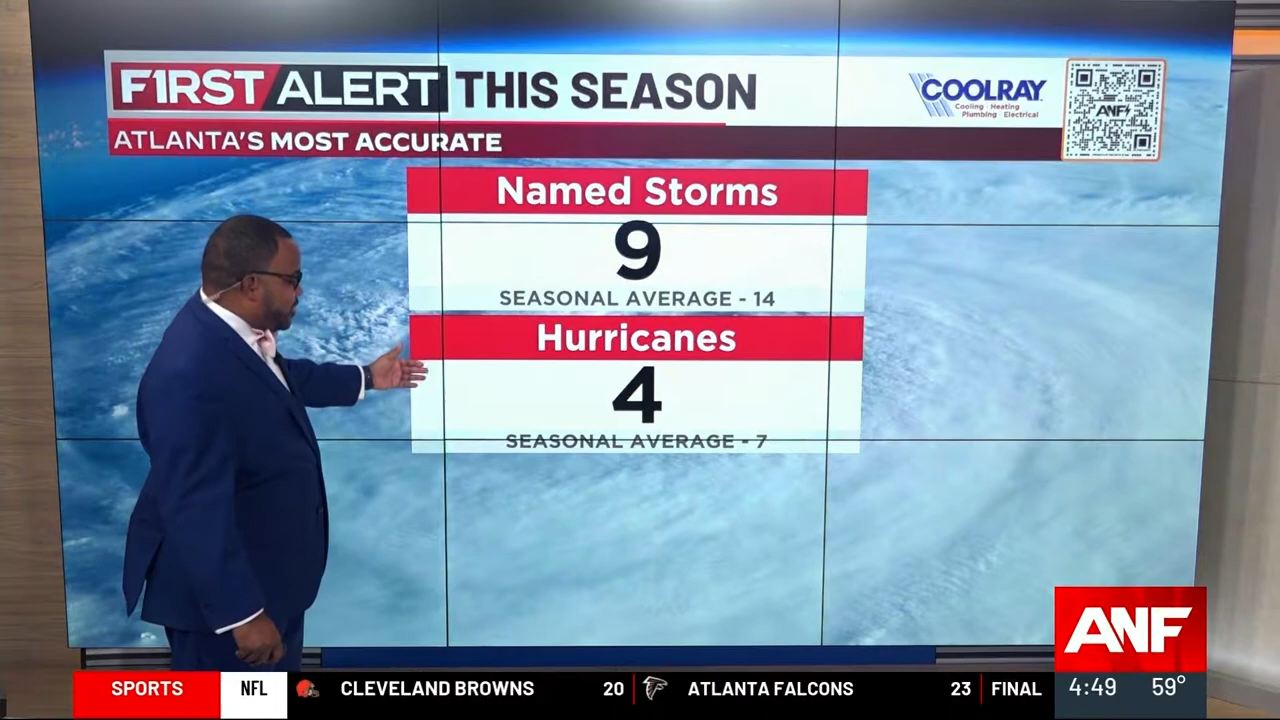 F1RST ALERT THIS SEASON
ATLANTA'S MOST ACCURATE
COOLRAY
Cooling · Heating
Plumbing · Electrical
ANF
Named Storms
9
SEASONAL AVERAGE - 14
Hurricanes
4
SEASONAL AVERAGE - 7
ANF
SPORTS NFL CLEVELAND BROWNS 20 ATLANTA FALCONS 23 FINAL 4:49 59°